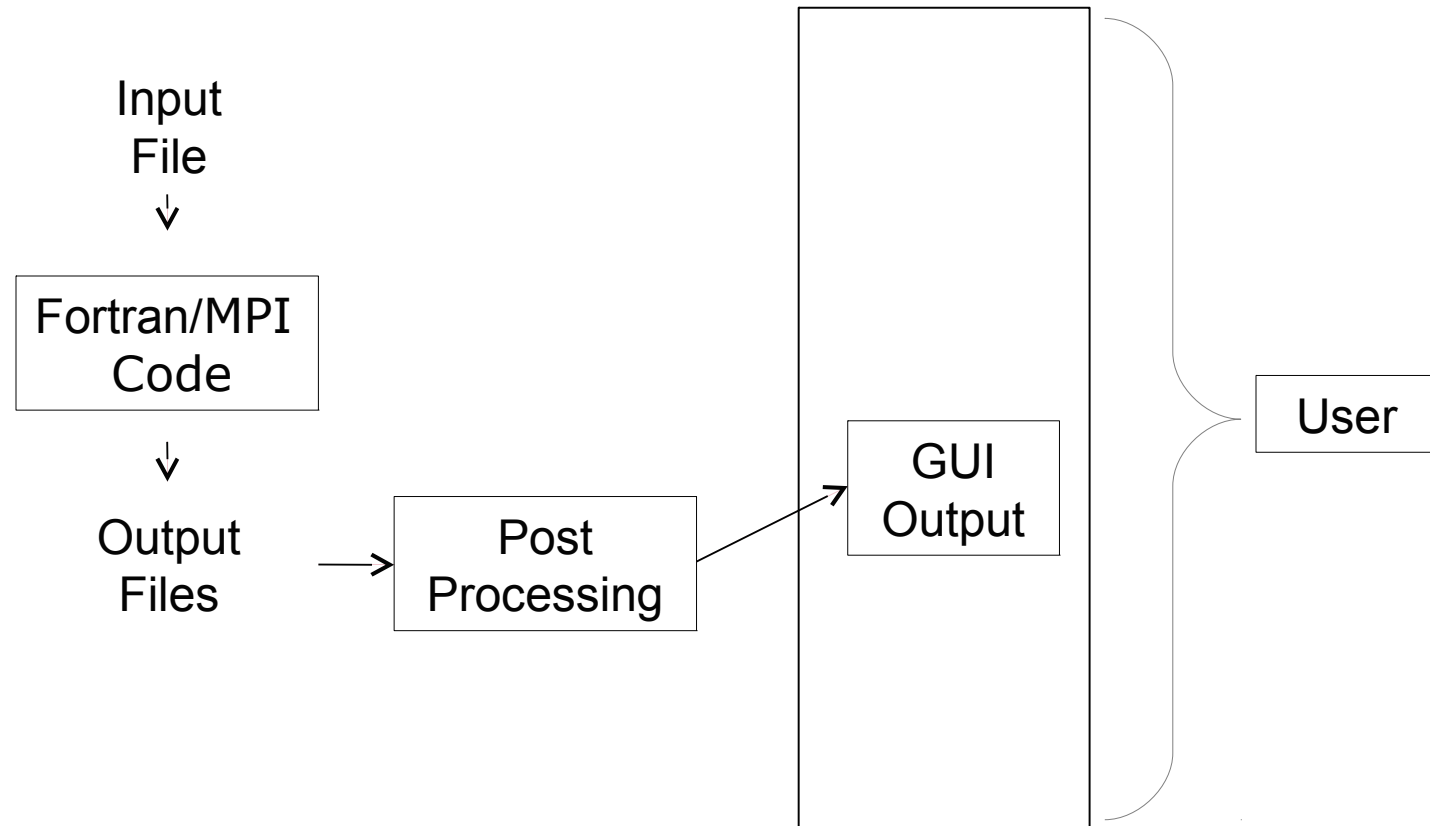 Input
File
Fortran/MPI
Code
Output
Files
Post
Processing
GUI
Output
User